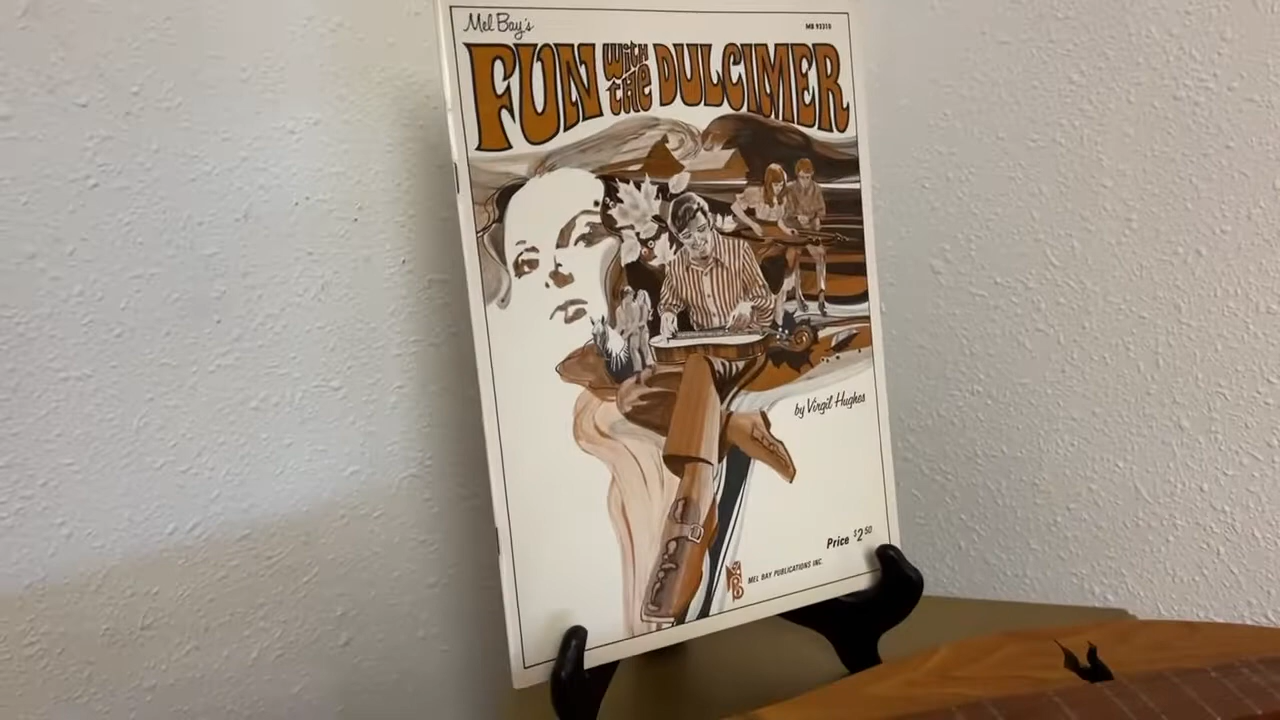 Mel Bay's
MB 93310
FUN with the DULCIMER
by Virgil Hughes
Price $2.50
MEL BAY PUBLICATIONS INC.